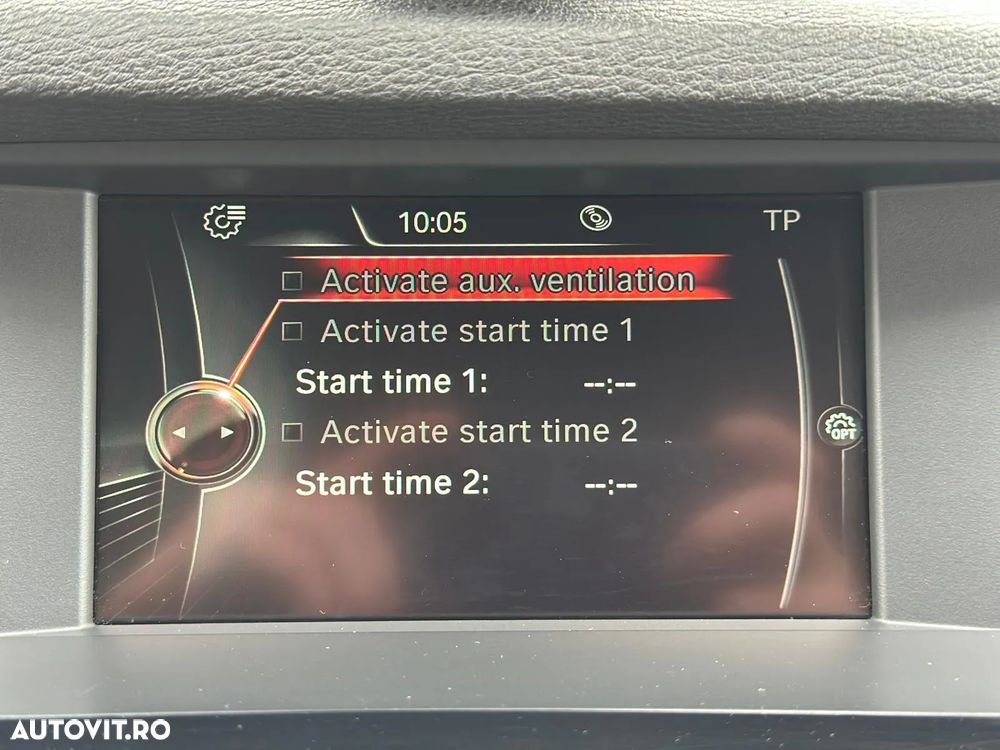 10:05 TP
Activate aux. ventilation
Activate start time 1
Start time 1: --:--
Activate start time 2
Start time 2: --:--
OPT
AUTOVIT.RO